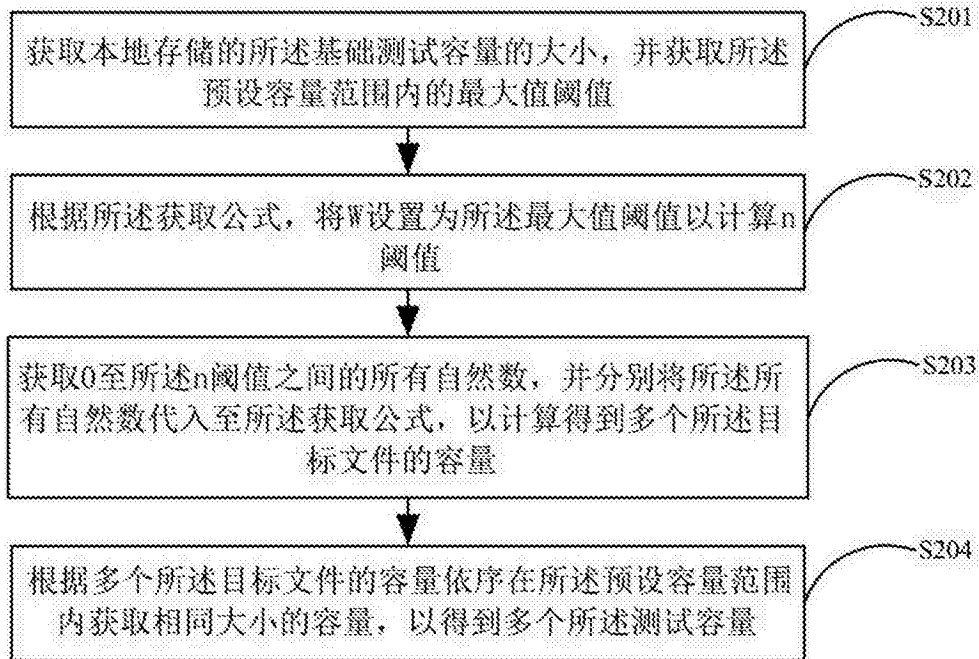 S201
获取本地存储的所述基础测试容量的大小，并获取所述
预设容量范围内的最大值阈值
S202
根据所述获取公式，将W设置为所述最大值阈值以计算n
阈值
S203
获取0至所述n阈值之间的所有自然数，并分别将所述所
有自然数代入至所述获取公式，以计算得到多个所述目
标文件的容量
S204
根据多个所述目标文件的容量依序在所述预设容量范围
内获取相同大小的容量，以得到多个所述测试容量